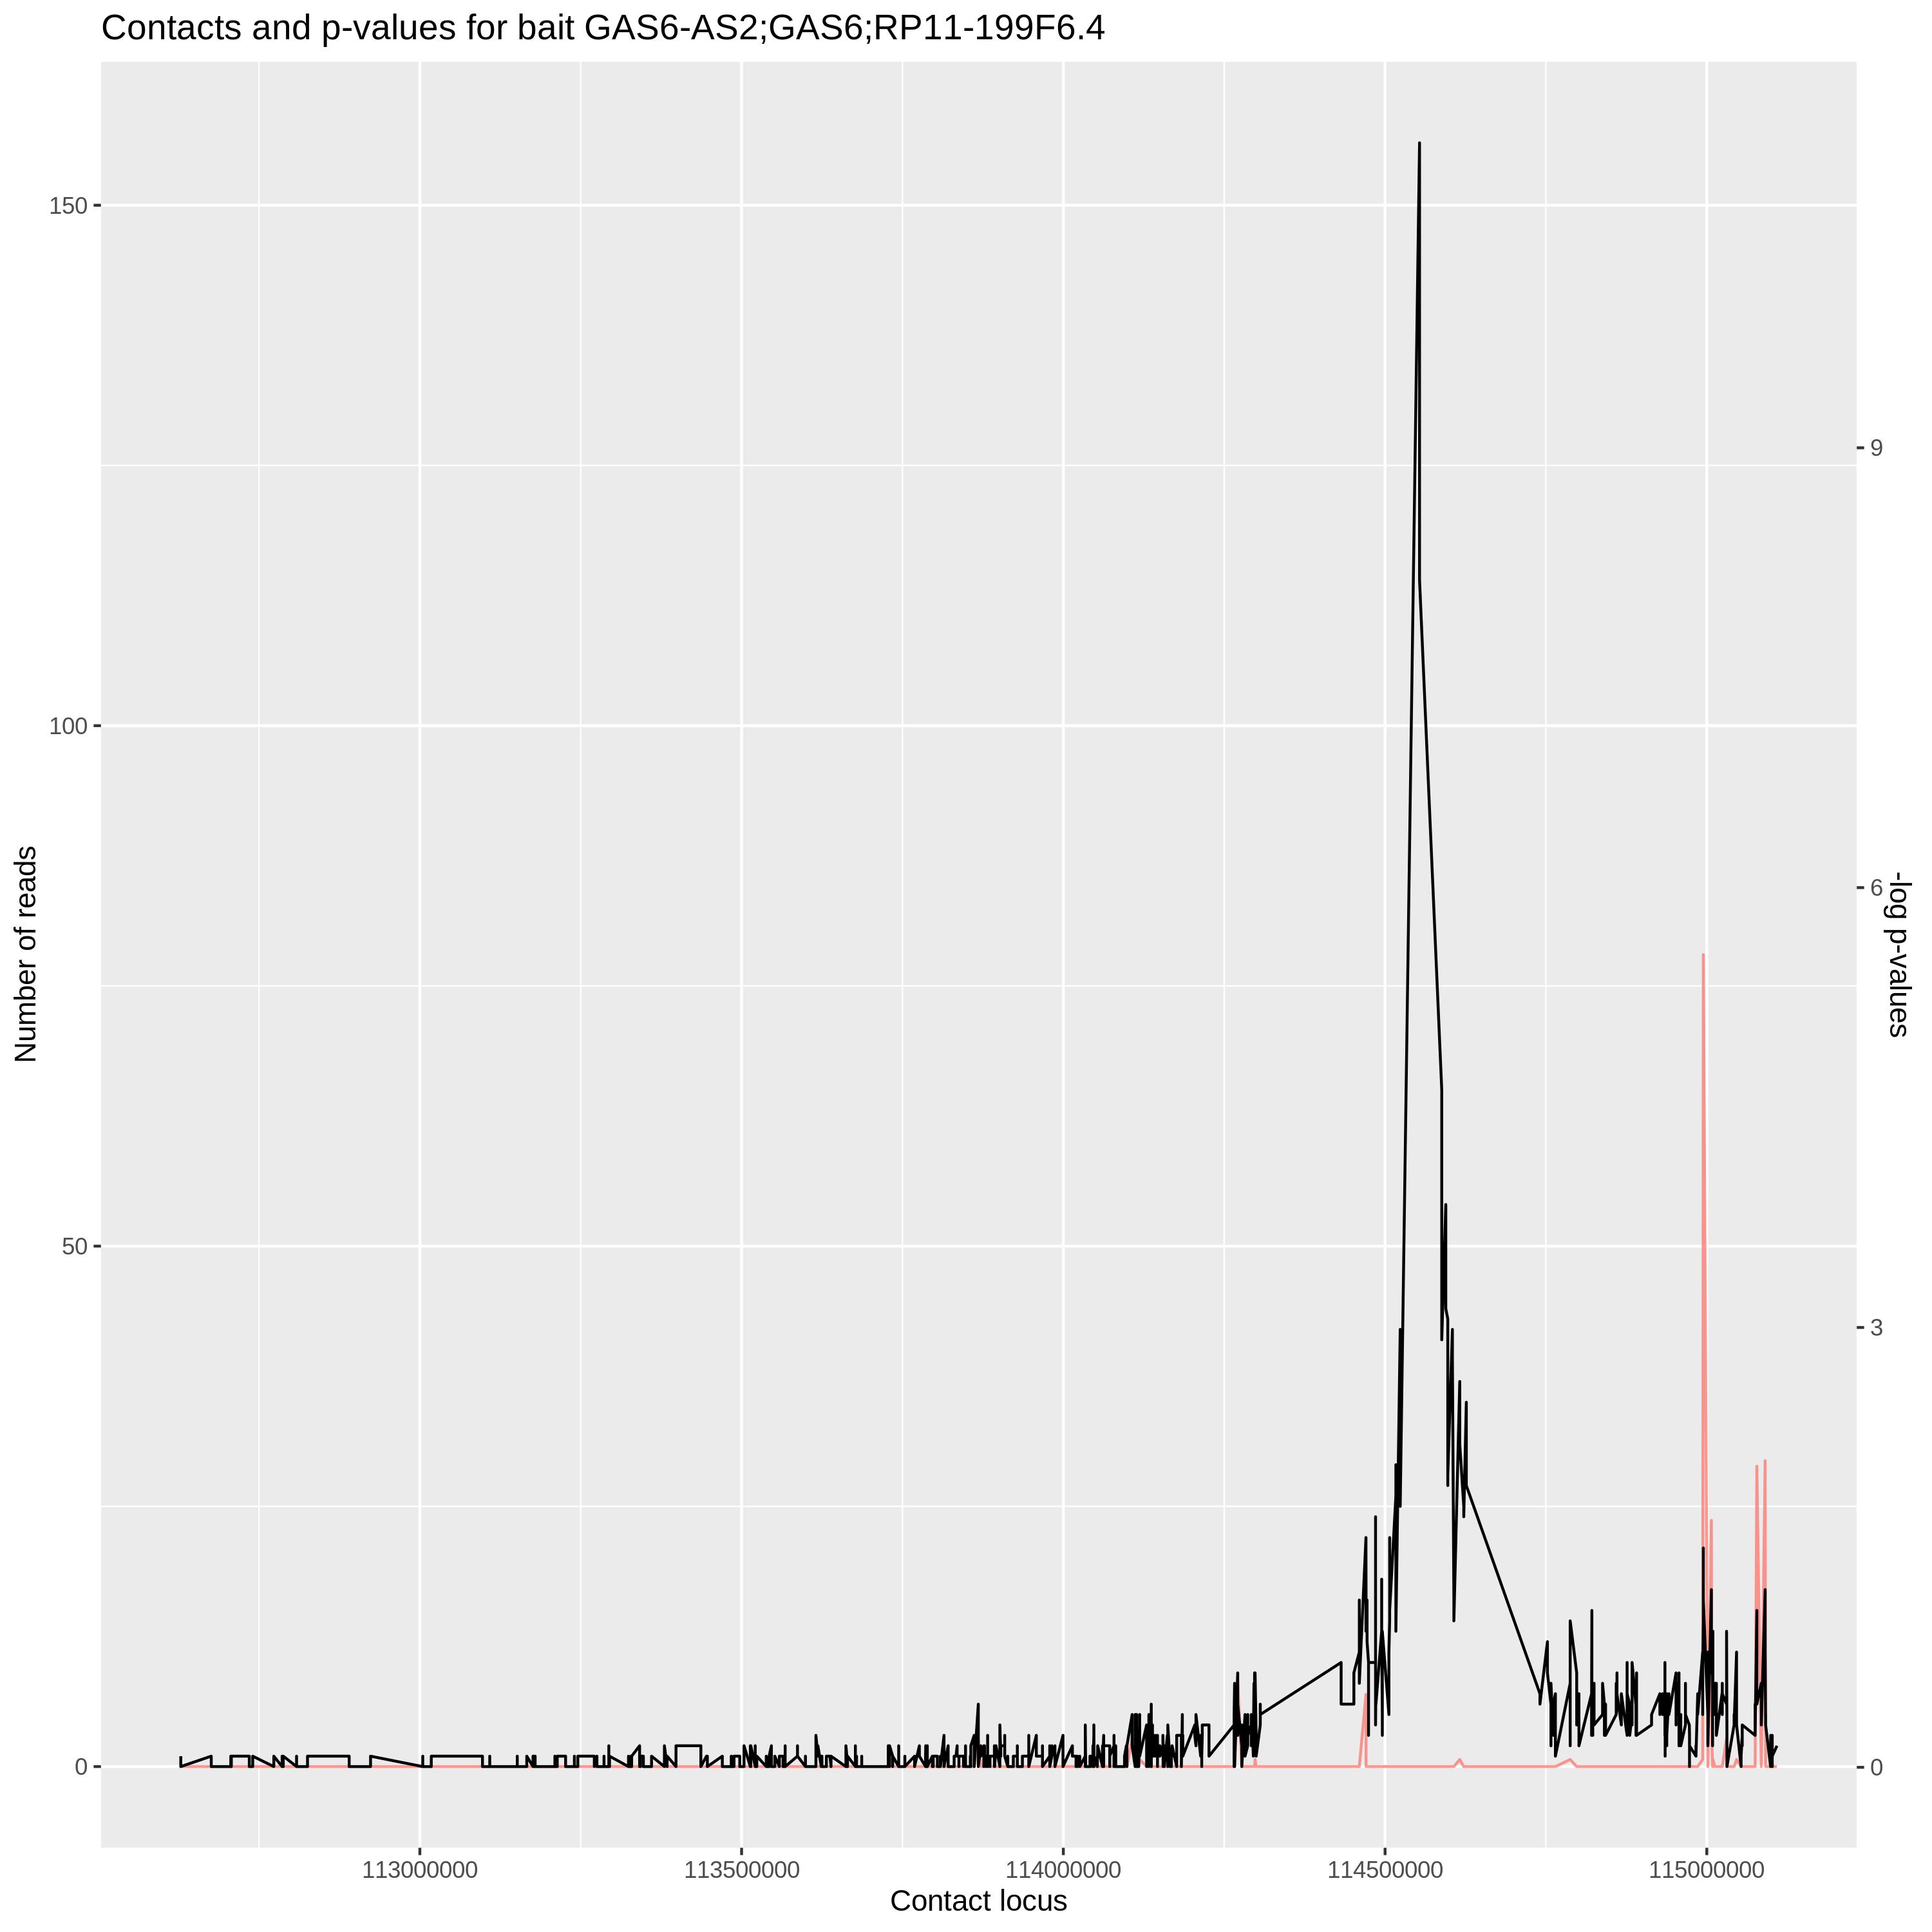 Contacts and p-values for bait GAS6-AS2;GAS6;RP11-199F6.4
150
100
50
0
Number of reads
9
6
3
0
-log p-values
113000000 113500000 114000000 114500000 115000000
Contact locus